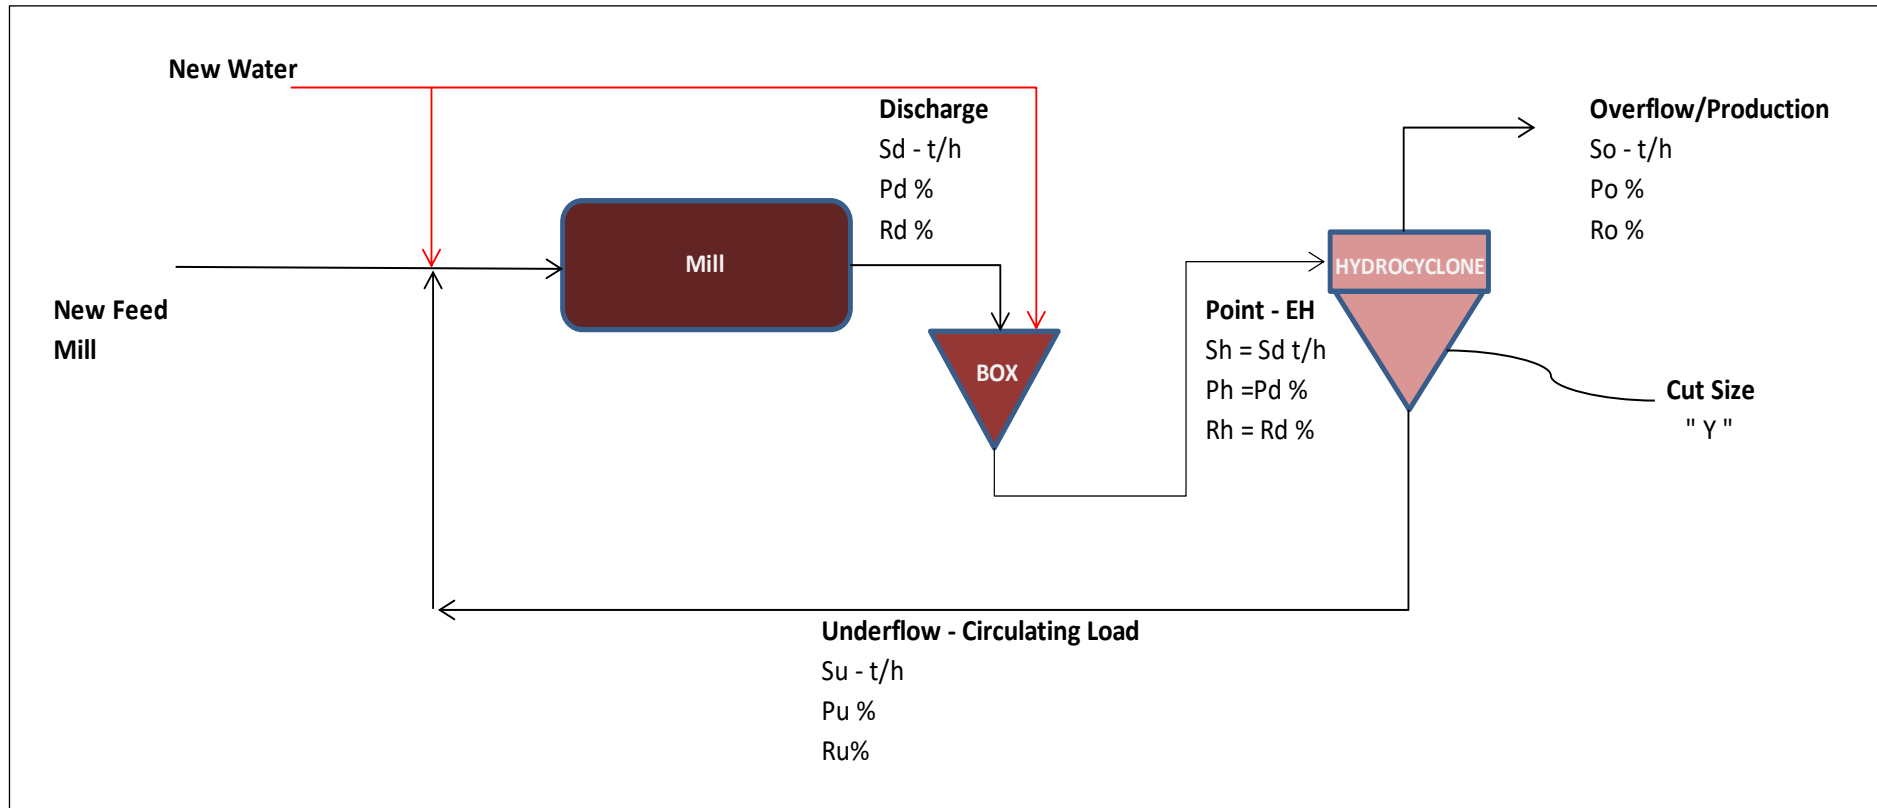 New Water
Discharge
Sd - t/h
Pd %
Rd %
Overflow/Production
So - t/h
Po %
Ro %
Mill
HYDROCYCLONE
New Feed
Mill
Point - EH
Sh = Sd t/h
Ph =Pd %
Rh = Rd %
BOX
Cut Size
" Y "
Underflow - Circulating Load
Su - t/h
Pu %
Ru%